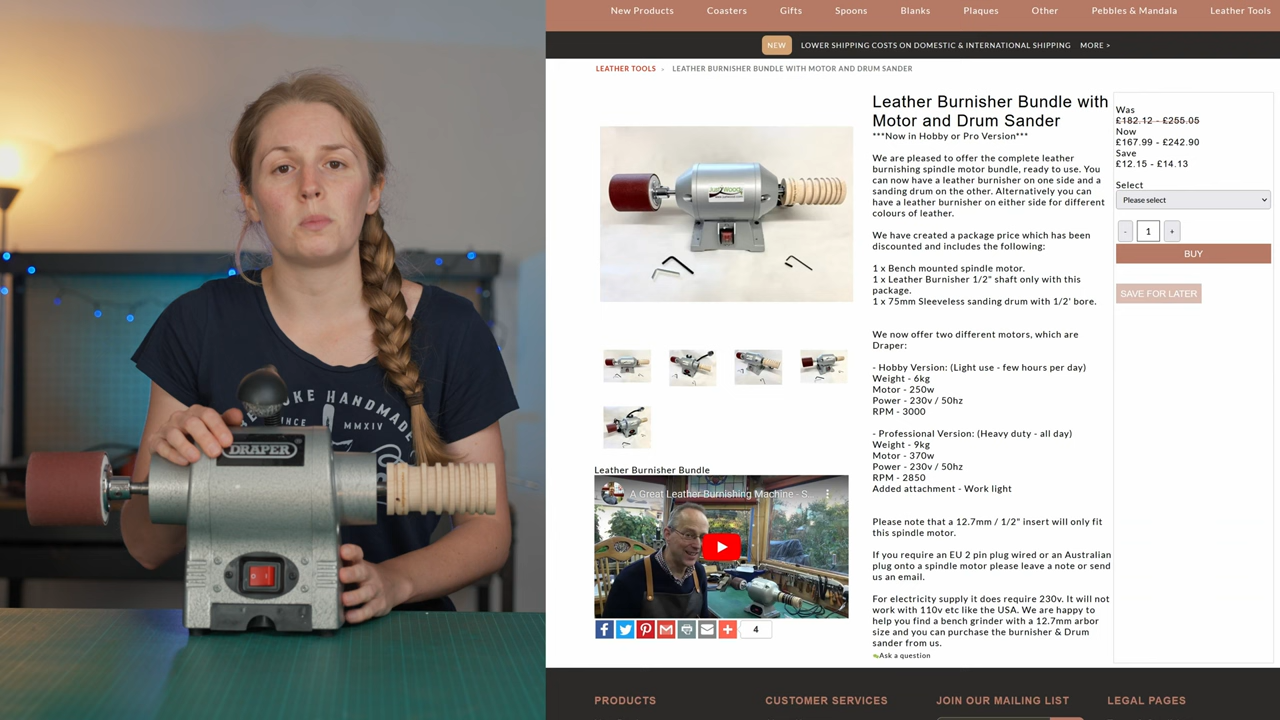 New Products Coasters Gifts Spoons Blanks Plaques Other Pebbles & Mandala Leather Tools
NEW LOWER SHIPPING COSTS ON DOMESTIC & INTERNATIONAL SHIPPING MORE >
LEATHER TOOLS » LEATHER BURNISHER BUNDLE WITH MOTOR AND DRUM SANDER
Leather Burnisher Bundle with
Motor and Drum Sander
***Now in Hobby or Pro Version***
We are pleased to offer the complete leather
burnishing spindle motor bundle, ready to use. You
can now have a leather burnisher on one side and a
sanding drum on the other. Alternatively you can
have a leather burnisher on either side for different
colours of leather.
We have created a package price which has been
discounted and includes the following:
1 x Bench mounted spindle motor.
1 x Leather Burnisher 1/2" shaft only with this
package.
1 x 75mm Sleeveless sanding drum with 1/2' bore.
We now offer two different motors, which are
Draper:
- Hobby Version: (Light use - few hours per day)
Weight - 6kg
Motor - 250w
Power - 230v / 50hz
RPM - 3000
- Professional Version: (Heavy duty - all day)
Weight - 9kg
Motor - 370w
Power - 230v / 50hz
RPM - 2850
Added attachment - Work light
Please note that a 12.7mm / 1/2" insert will only fit
this spindle motor.
If you require an EU 2 pin plug wired or an Australian
plug onto a spindle motor please leave a note or send
us an email.
For electricity supply it does require 230v. It will not
work with 110v etc like the USA. We are happy to
help you find a bench grinder with a 12.7mm arbor
size and you can purchase the burnisher & Drum
sander from us.
Ask a question
Was
£182.12 - £255.05
Now
£167.99 - £242.90
Save
£12.15 - £14.13
Select
Please select
- 1 +
BUY
SAVE FOR LATER
Leather Burnisher Bundle
A Great Leather Burnishing Machine - S...
4
PRODUCTS CUSTOMER SERVICES JOIN OUR MAILING LIST LEGAL PAGES
HANDMADE
SINCE MMXIV
DRAPER